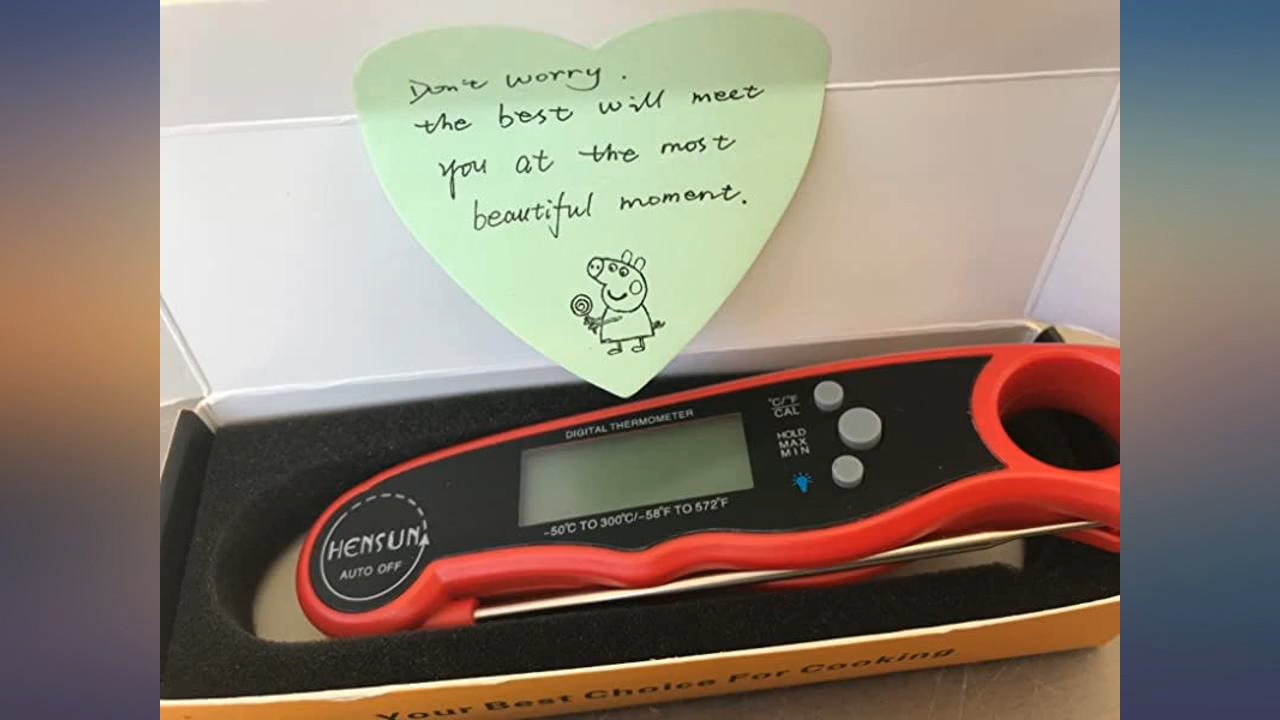 Don't worry.
the best will meet
you at the most
beautiful moment.
DIGITAL THERMOMETER
°C/°F
CAL
HOLD
MAX
MIN
-50°C TO 300°C/-58°F TO 572°F
HENSUN
AUTO OFF
Your Best Choice For Cooking